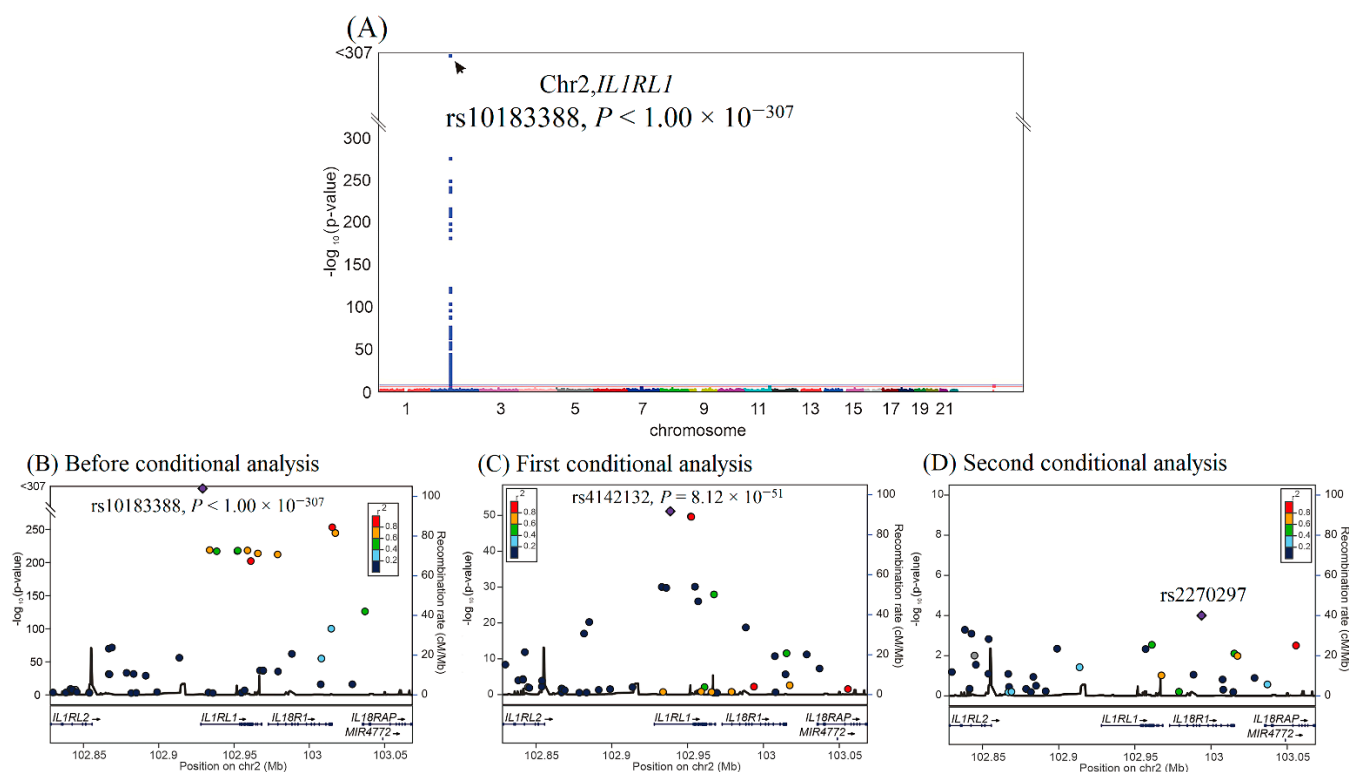 (A)
<307
Chr2,IL1RL1
rs10183388, P < 1.00 × 10−307
300
250
200
150
100
50
0
-log 10 (p-value)
1 3 5 7 9 11 13 15 17 19 21
chromosome
(B) Before conditional analysis
<307
rs10183388, P < 1.00 × 10−307
r2
0.8
0.6
0.4
0.2
250
200
150
100
50
0
-log 10 (p-value)
100
80
60
40
20
0
Recombination rate (cM/Mb)
IL1RL2→
IL1RL1→
IL18R1→
IL18RAP→
MIR4772→
102.85 102.9 102.95 103 103.05
Position on chr2 (Mb)
(C) First conditional analysis
rs4142132, P = 8.12 × 10−51
r2
0.8
0.6
0.4
0.2
50
40
30
20
10
0
-log 10 (p-value)
100
80
60
40
20
0
Recombination rate (cM/Mb)
IL1RL2→
IL1RL1→
IL18R1→
IL18RAP→
MIR4772→
102.85 102.9 102.95 103 103.05
Position on chr2 (Mb)
(D) Second conditional analysis
rs2270297
r2
0.8
0.6
0.4
0.2
10
8
6
4
2
0
-log 10 (p-value)
100
80
60
40
20
0
Recombination rate (cM/Mb)
IL1RL2→
IL1RL1→
IL18R1→
IL18RAP→
MIR4772→
102.85 102.9 102.95 103 103.05
Position on chr2 (Mb)